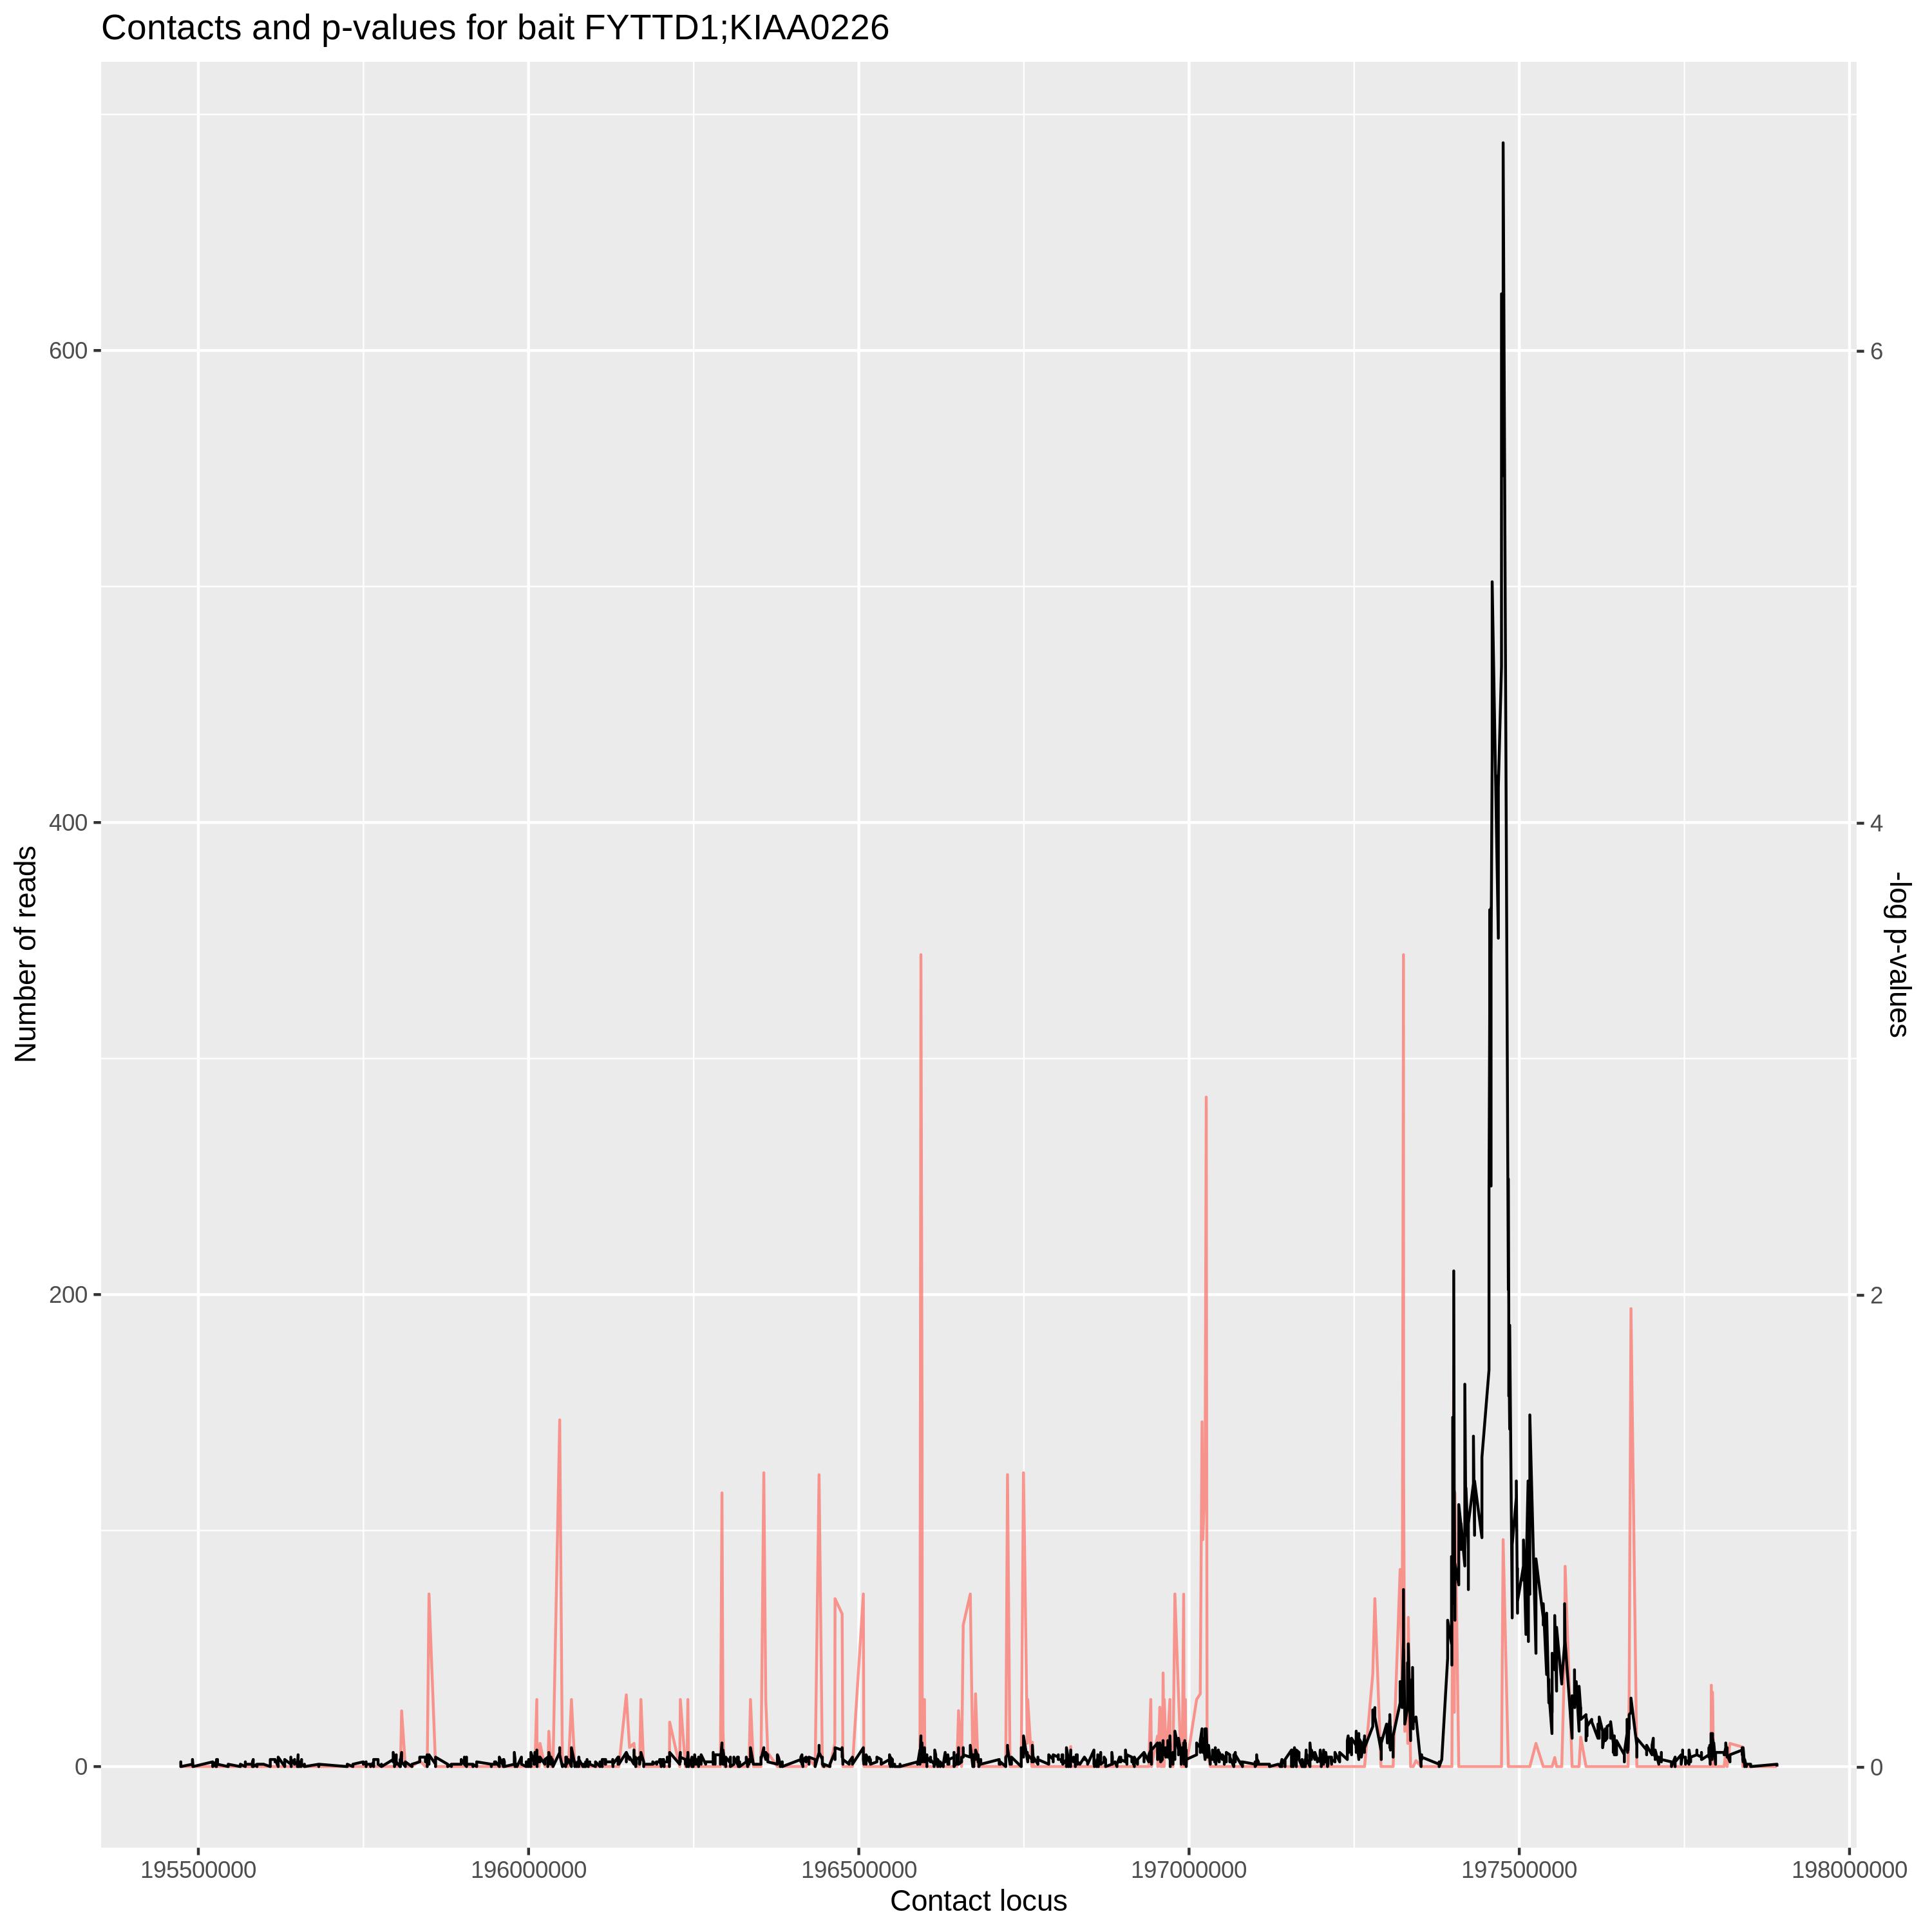 Contacts and p-values for bait FYTTD1;KIAA0226
Number of reads
600
400
200
0
6
4
2
0
-log p-values
195500000 196000000 196500000 197000000 197500000 198000000
Contact locus